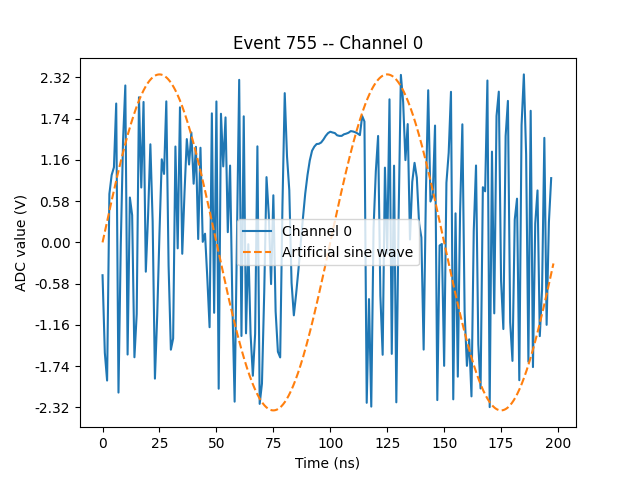 Event 755 -- Channel 0
ADC value (V)
2.32
1.74
1.16
0.58
0.00
-0.58
-1.16
-1.74
-2.32
Channel 0
Artificial sine wave
0 25 50 75 100 125 150 175 200
Time (ns)